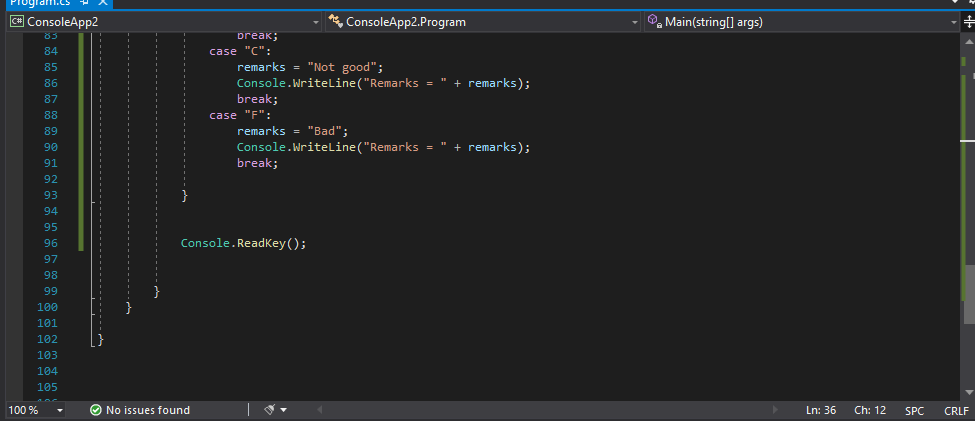 Program.cs
C# ConsoleApp2 ConsoleApp2.Program Main(string[] args)
83 break;
84 case "C":
85 remarks = "Not good";
86 Console.WriteLine("Remarks = " + remarks);
87 break;
88 case "F":
89 remarks = "Bad";
90 Console.WriteLine("Remarks = " + remarks);
91 break;
92
93 }
94
95
96 Console.ReadKey();
97
98
99 }
100 }
101
102 }
103
104
105
100 % No issues found Ln: 36 Ch: 12 SPC CRLF